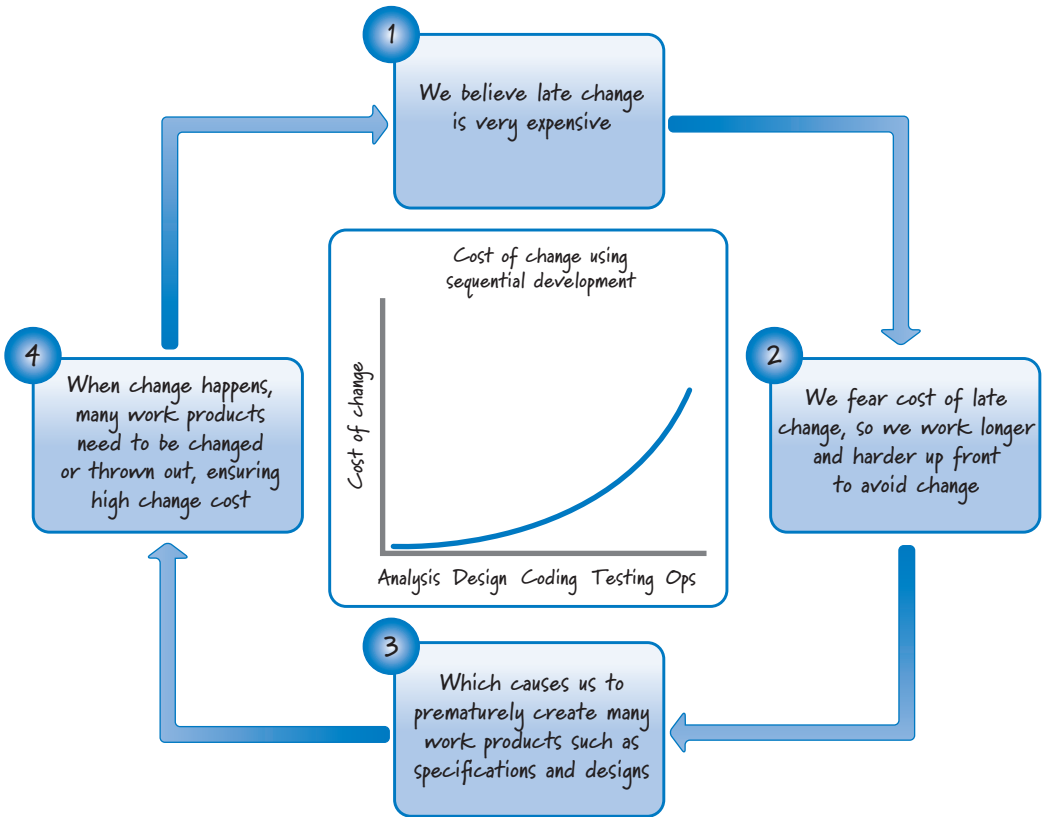 1
We believe late change
is very expensive
Cost of change using
sequential development
Cost of change
Analysis Design Coding Testing Ops
2
We fear cost of late
change, so we work longer
and harder up front
to avoid change
3
Which causes us to
prematurely create many
work products such as
specifications and designs
4
When change happens,
many work products
need to be changed
or thrown out, ensuring
high change cost